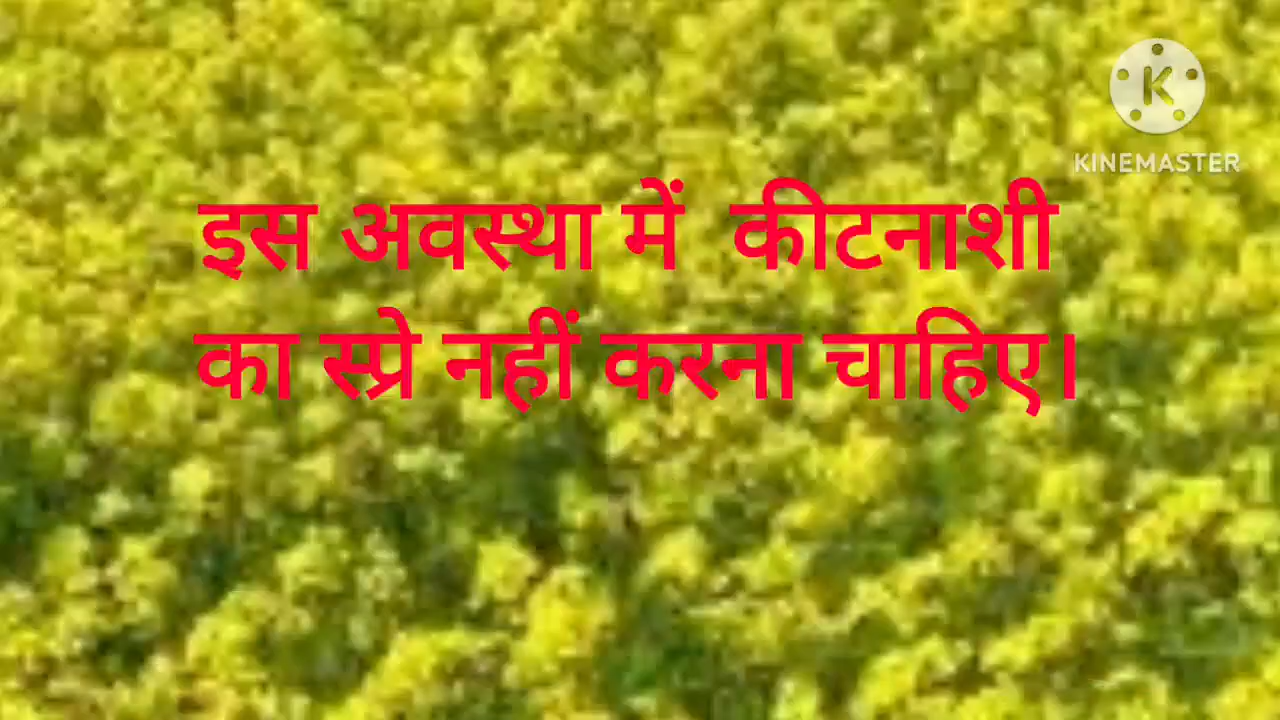 KINEMASTER
इस अवस्था में कीटनाशी
का स्प्रे नहीं करना चाहिए।